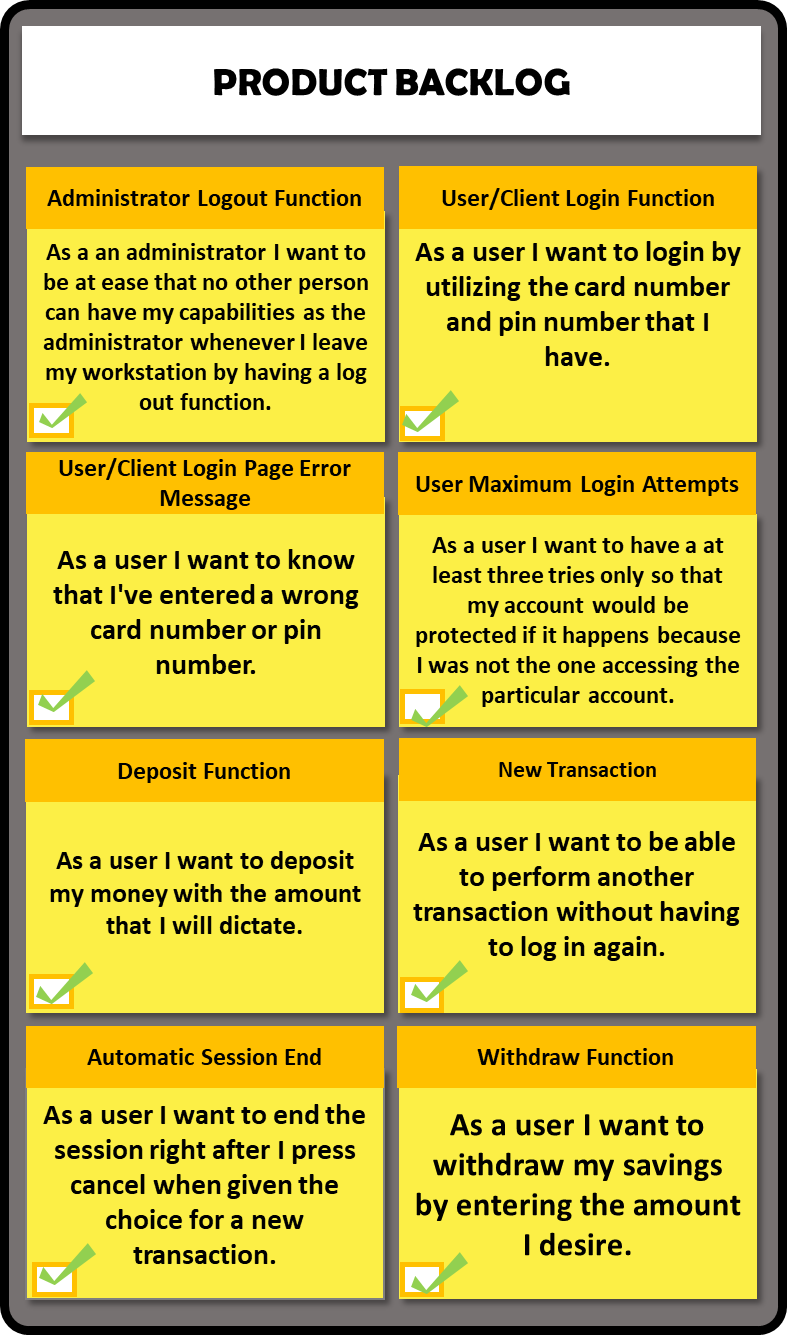 PRODUCT BACKLOG
Administrator Logout Function
As a an administrator I want to
be at ease that no other person
can have my capabilities as the
administrator whenever I leave
my workstation by having a log
out function.
User/Client Login Function
As a user I want to login by
utilizing the card number
and pin number that I
have.
User/Client Login Page Error
Message
As a user I want to know
that I've entered a wrong
card number or pin
number.
User Maximum Login Attempts
As a user I want to have a at
least three tries only so that
my account would be
protected if it happens because
I was not the one accessing the
particular account.
Deposit Function
As a user I want to deposit
my money with the amount
that I will dictate.
New Transaction
As a user I want to be able
to perform another
transaction without having
to log in again.
Automatic Session End
As a user I want to end the
session right after I press
cancel when given the
choice for a new
transaction.
Withdraw Function
As a user I want to
withdraw my savings
by entering the amount
I desire.